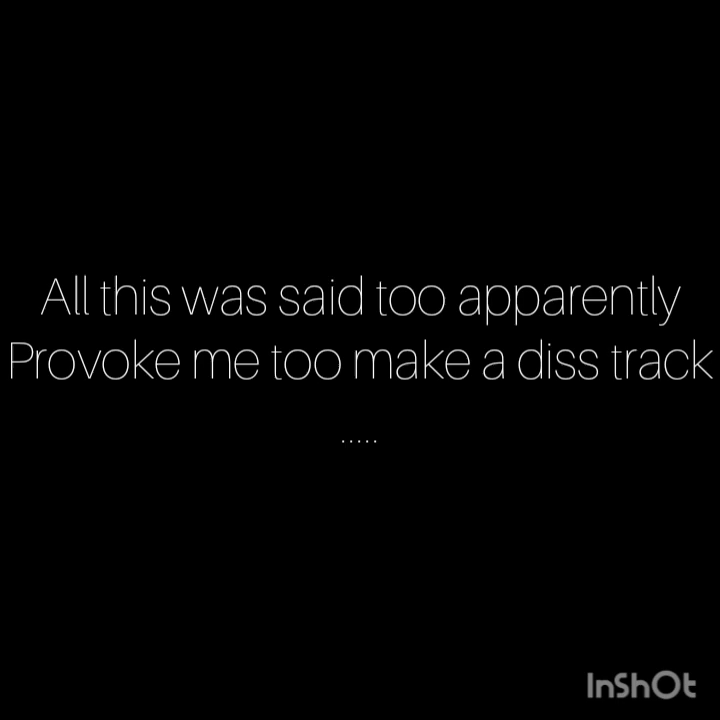 All this was said too apparently
Provoke me too make a diss track
.....
InShOt